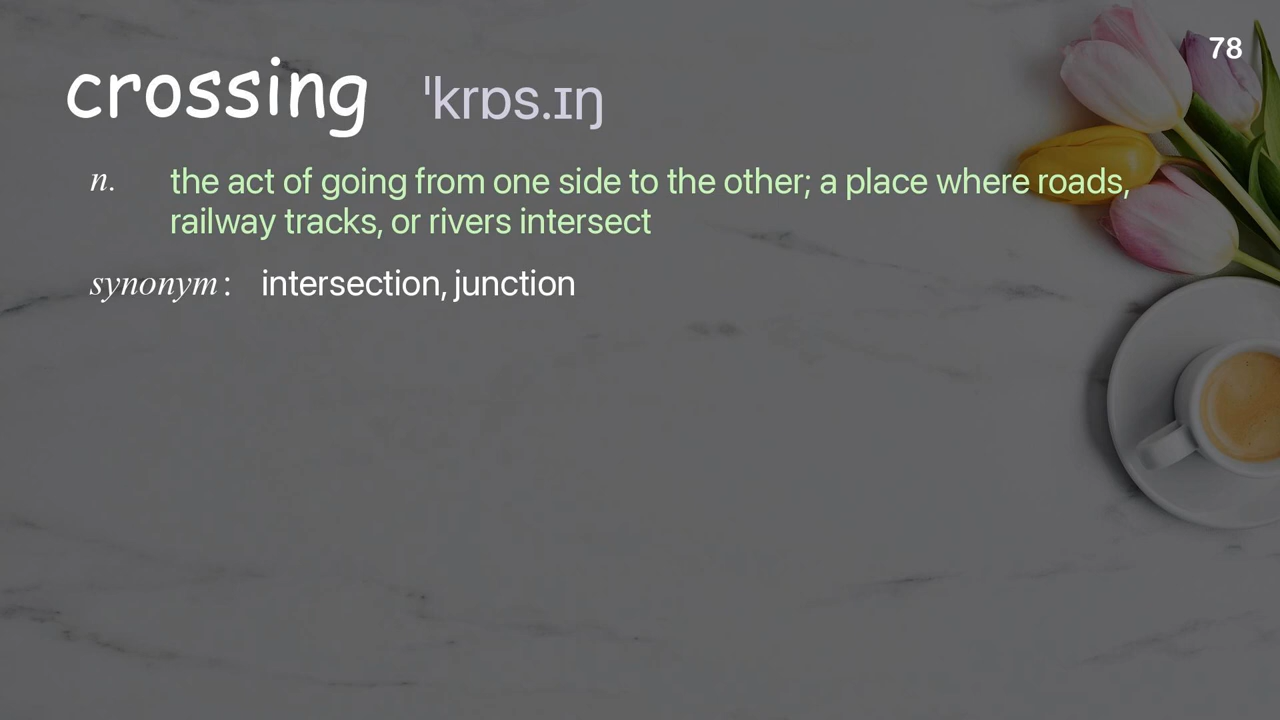 78
crossing ˈkrɒs.ɪŋ
n. the act of going from one side to the other; a place where roads,
railway tracks, or rivers intersect
synonym: intersection, junction